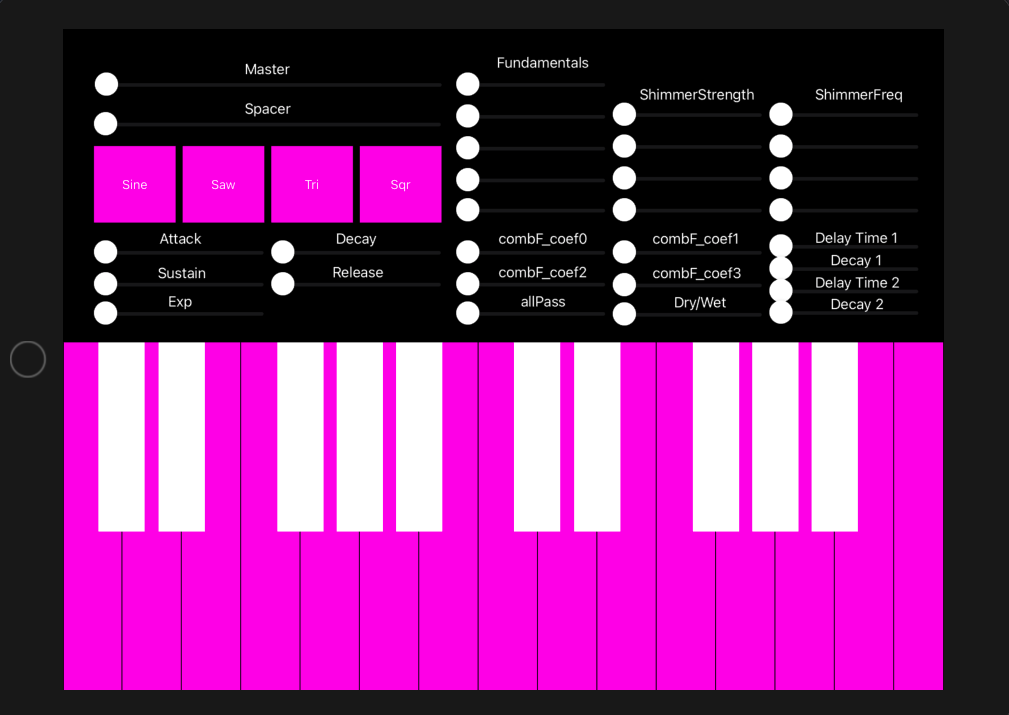 Master
Spacer
Sine
Saw
Tri
Sqr
Attack
Decay
Sustain
Release
Exp
Fundamentals
ShimmerStrength
ShimmerFreq
combF_coef0
combF_coef1
combF_coef2
combF_coef3
allPass
Dry/Wet
Delay Time 1
Decay 1
Delay Time 2
Decay 2